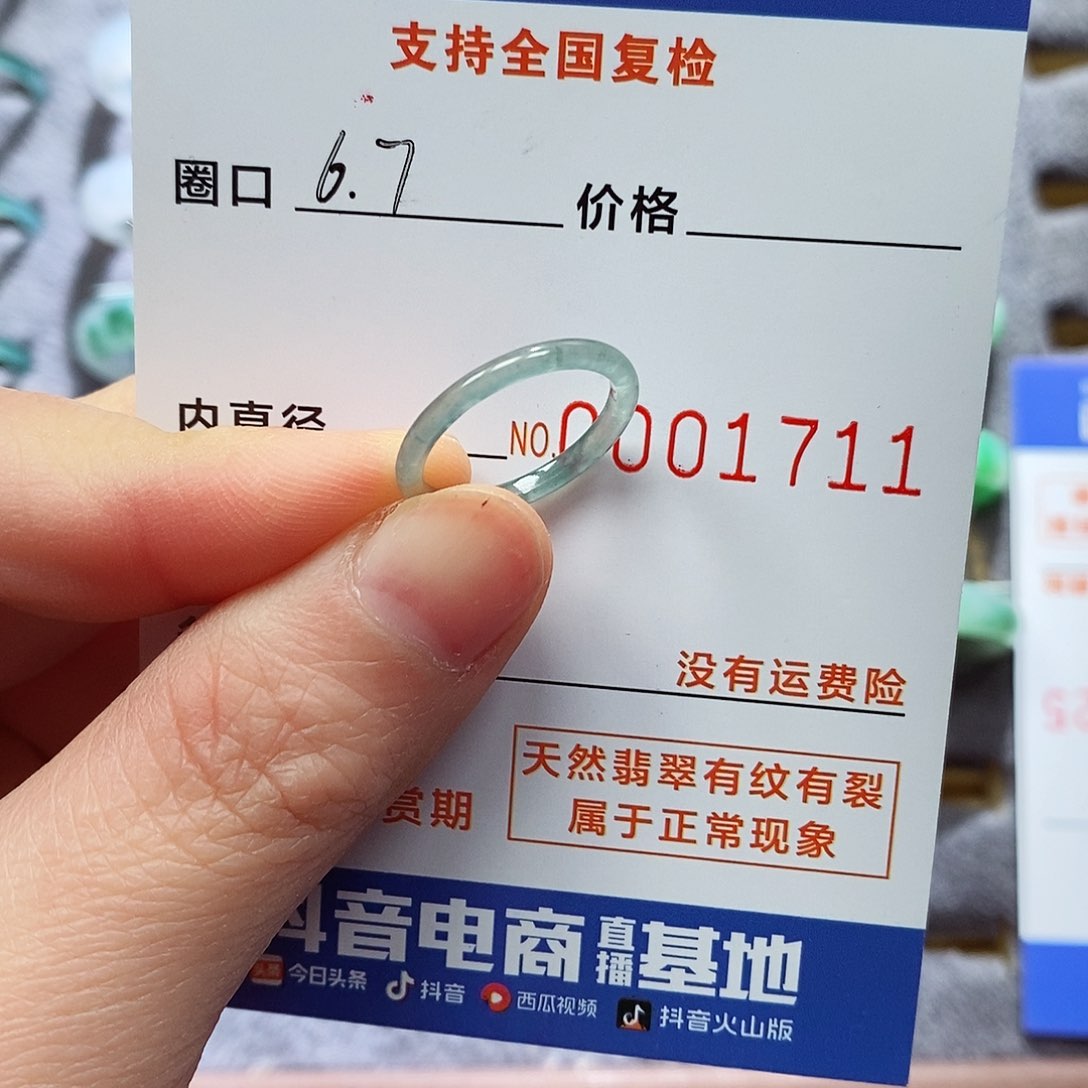 支持全国复检
圈口 6.7 价格
内直径 NO.0001711
没有运费险
天然翡翠有纹有裂
赏期 属于正常现象
抖音电商直播基地
今日头条 抖音 西瓜视频 抖音火山版